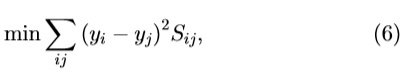 min ∑_{ij} (y_i − y_j)^2 S_{ij}, (6)